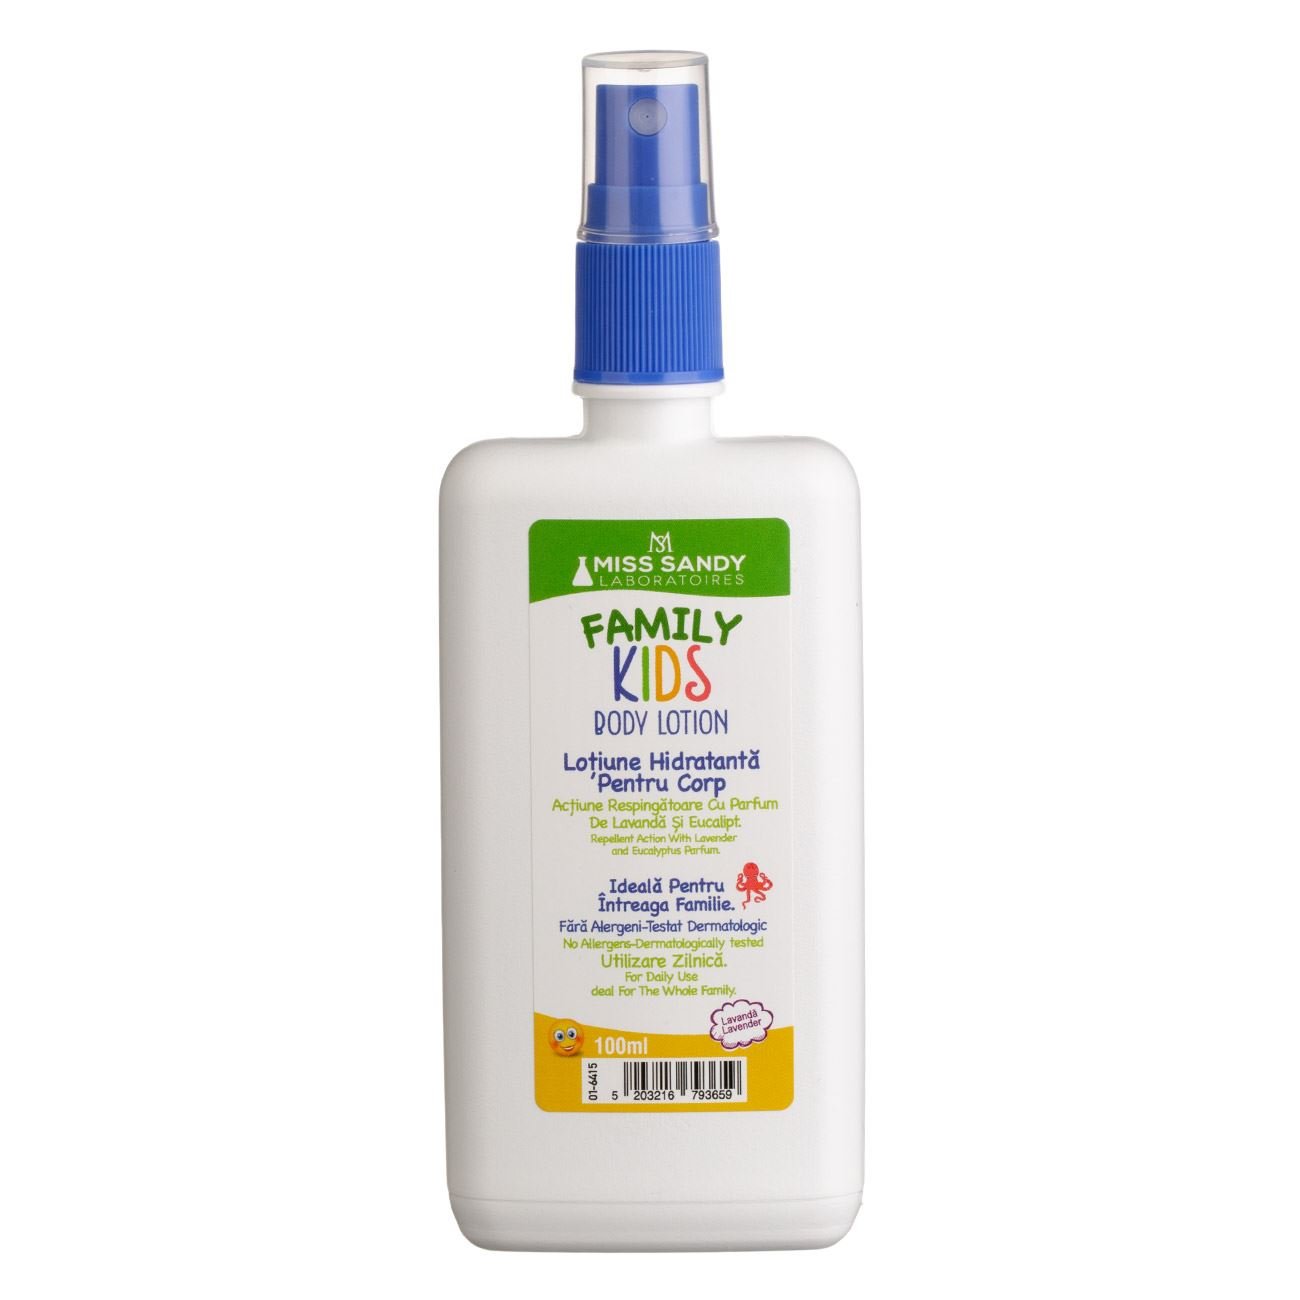 MS
MISS SANDY
LABORATOIRES
FAMILY
KIDS
BODY LOTION
Loțiune Hidratantă
Pentru Corp
Acțiune Respingătoare Cu Parfum
De Lavandă Și Eucalipt.
Repellent Action With Lavender
and Eucalyptus Parfum.
Ideală Pentru
Întreaga Familie.
Fără Alergeni-Testat Dermatologic
No Allergens-Dermatologically tested
Utilizare Zilnică.
For Daily Use
deal For The Whole Family.
Lavandă
Lavender
100ml
01-6415
5 203216 793659